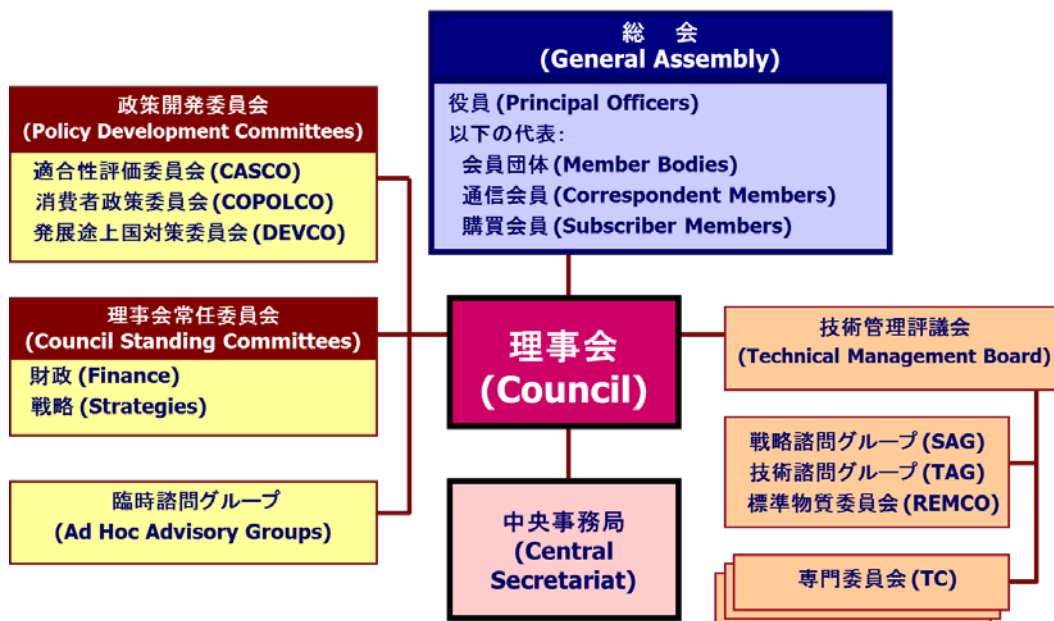 総 会
(General Assembly)
役員 (Principal Officers)
以下の代表:
会員団体 (Member Bodies)
通信会員 (Correspondent Members)
購買会員 (Subscriber Members)
政策開発委員会
(Policy Development Committees)
適合性評価委員会 (CASCO)
消費者政策委員会 (COPOLCO)
発展途上国対策委員会 (DEVCO)
理事会常任委員会
(Council Standing Committees)
財政 (Finance)
戦略 (Strategies)
臨時諮問グループ
(Ad Hoc Advisory Groups)
理事会
(Council)
中央事務局
(Central
Secretariat)
技術管理評議会
(Technical Management Board)
戦略諮問グループ (SAG)
技術諮問グループ (TAG)
標準物質委員会 (REMCO)
専門委員会 (TC)